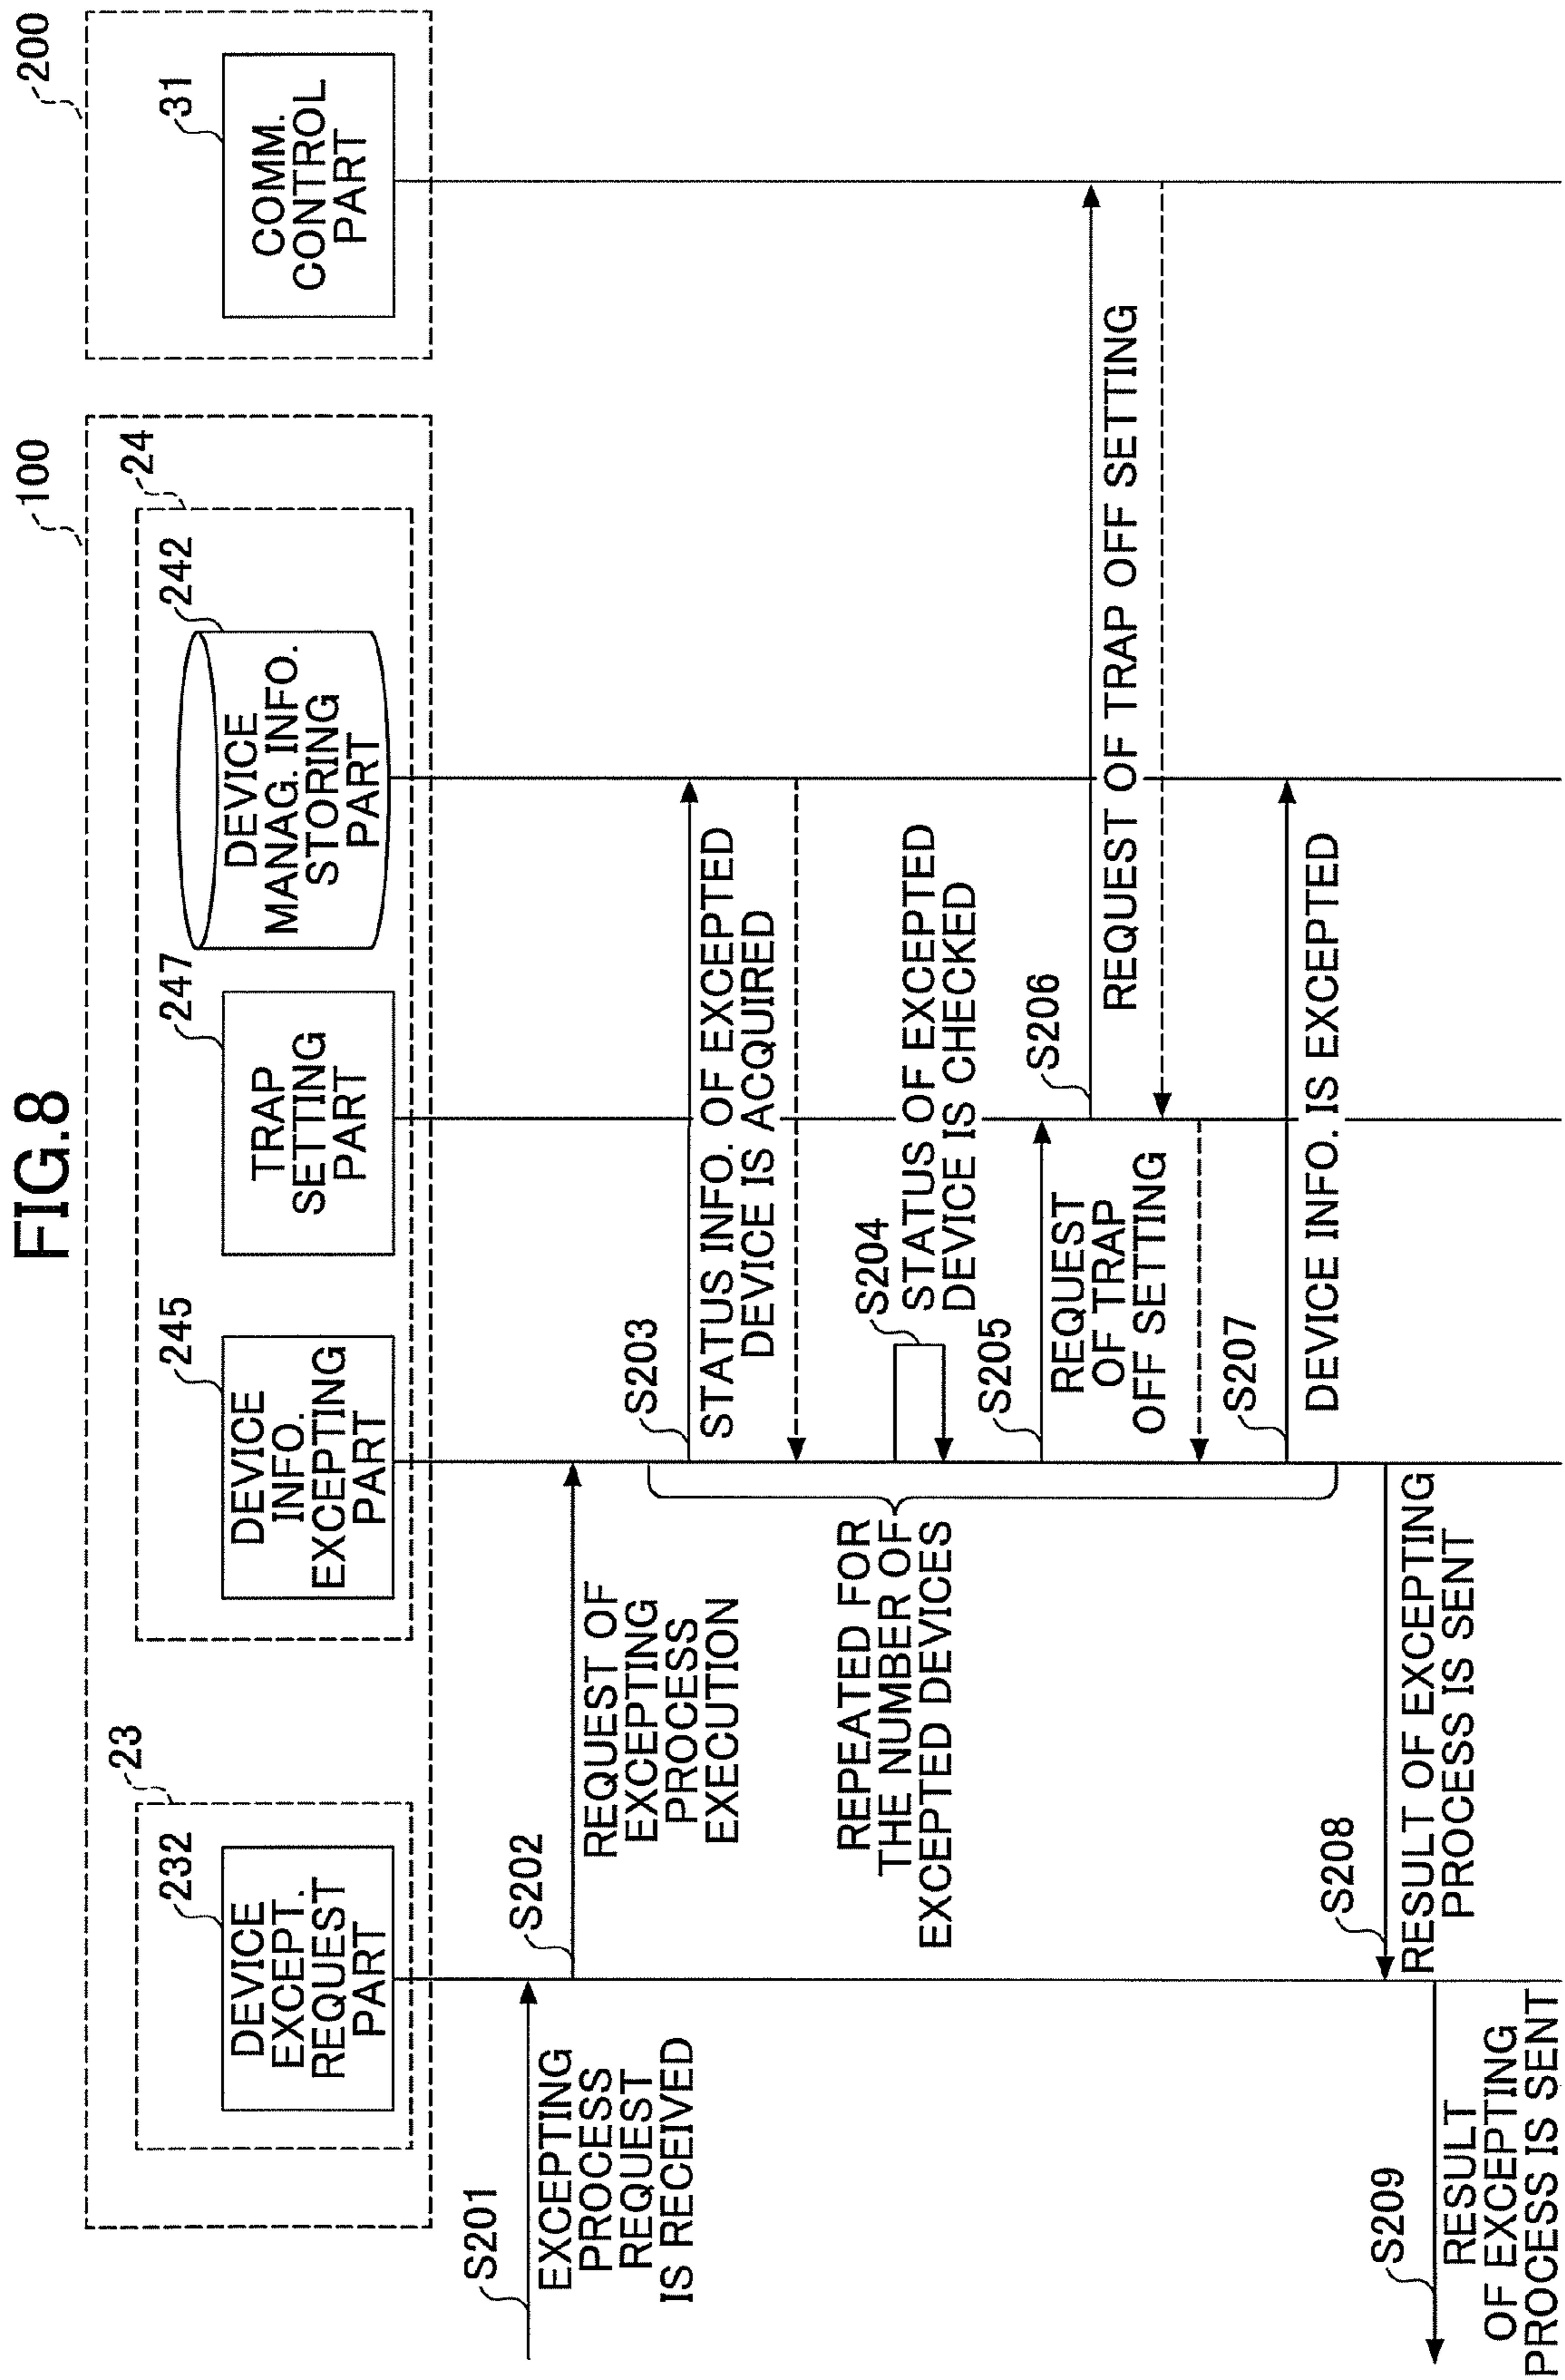 FIG.8
100
200
23
24
232
DEVICE
EXCEPT.
REQUEST
PART
245
DEVICE
INFO.
EXCEPTING
PART
247
TRAP
SETTING
PART
242
DEVICE
MANAG. INFO.
STORING
PART
31
COMM.
CONTROL
PART
S201
EXCEPTING
PROCESS
REQUEST
IS RECEIVED
S202
REQUEST OF
EXCEPTING
PROCESS
EXECUTION
S203
STATUS INFO. OF EXCEPTED
DEVICE IS ACQUIRED
REPEATED FOR
THE NUMBER OF
EXCEPTED DEVICES
S204
STATUS OF EXCEPTED
DEVICE IS CHECKED
S205
REQUEST
OF TRAP
OFF SETTING
S206
REQUEST OF TRAP OFF SETTING
S207
DEVICE INFO. IS EXCEPTED
S208
RESULT OF EXCEPTING
PROCESS IS SENT
S209
RESULT
OF EXCEPTING
PROCESS IS SENT